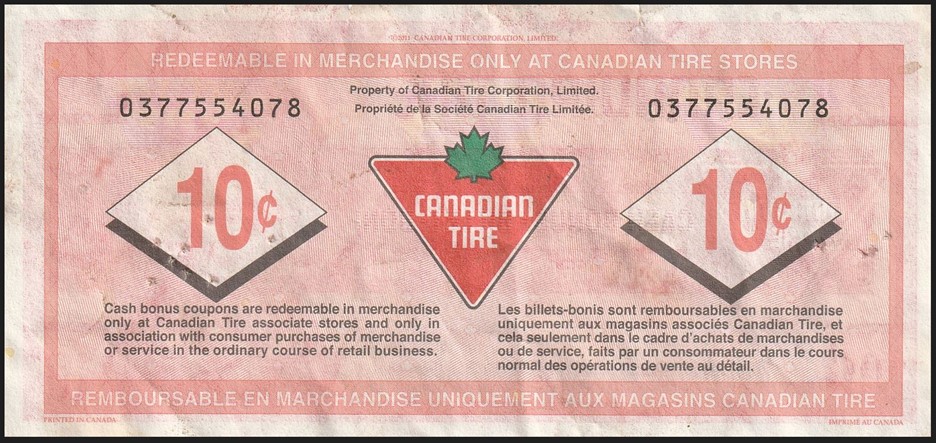 ©2011 CANADIAN TIRE CORPORATION, LIMITED.
REDEEMABLE IN MERCHANDISE ONLY AT CANADIAN TIRE STORES
Property of Canadian Tire Corporation, Limited.
Propriété de la Société Canadian Tire Limitée.
0377554078
0377554078
10¢
CANADIAN
TIRE
10¢
Cash bonus coupons are redeemable in merchandise
only at Canadian Tire associate stores and only in
association with consumer purchases of merchandise
or service in the ordinary course of retail business.
Les billets-bonis sont remboursables en marchandise
uniquement aux magasins associés Canadian Tire, et
cela seulement dans le cadre d'achats de marchandises
ou de service, faits par un consommateur dans le cours
normal des opérations de vente au détail.
REMBOURSABLE EN MARCHANDISE UNIQUEMENT AUX MAGASINS CANADIAN TIRE
PRINTED IN CANADA
IMPRIMÉ AU CANADA